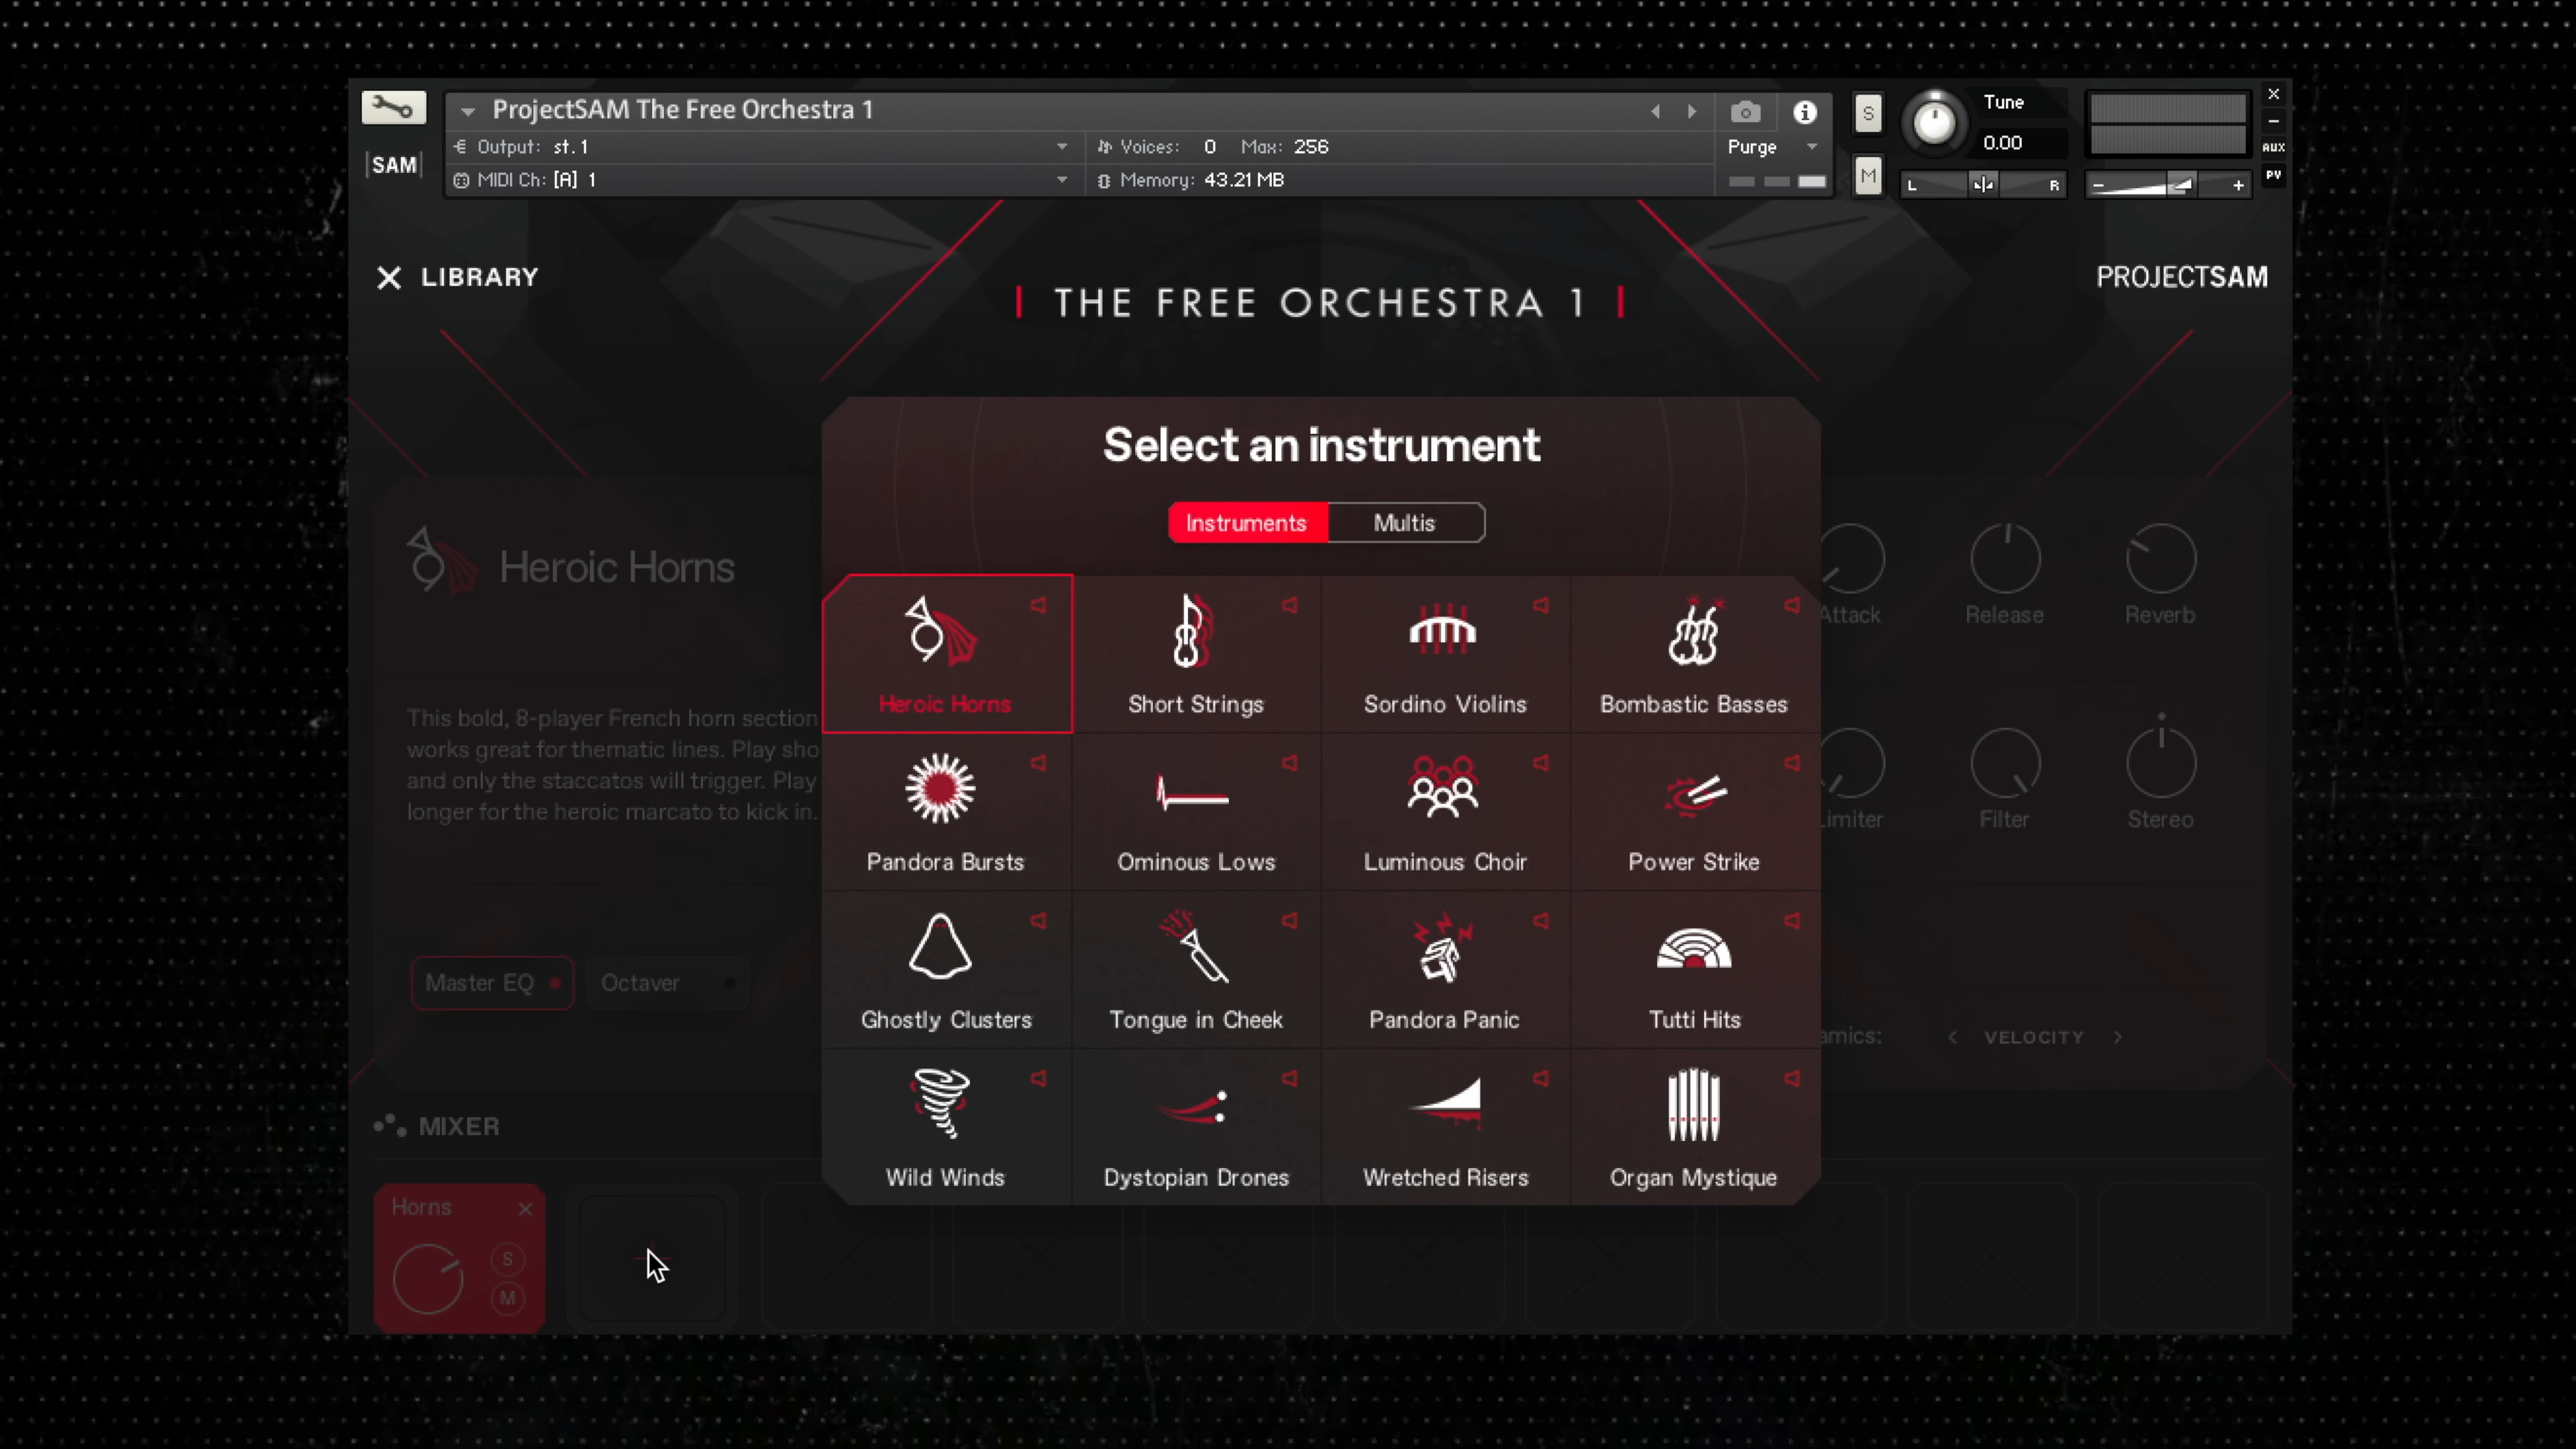 ProjectSAM The Free Orchestra 1
S
Tune
0.00
X
AUX
PV
|SAM|
Output: st.1
Voices: 0 Max: 256
Purge
MIDI Ch: [A] 1
Memory: 43.21 MB
M
L
R
LIBRARY
THE FREE ORCHESTRA 1
PROJECTSAM
Select an instrument
Instruments
Multis
Heroic Horns
This bold, 8-player French horn section
works great for thematic lines. Play sho
and only the staccatos will trigger. Play
longer for the heroic marcato to kick in.
Master EQ
Octaver
Heroic Horns
Short Strings
Sordino Violins
Bombastic Basses
Pandora Bursts
Ominous Lows
Luminous Choir
Power Strike
Ghostly Clusters
Tongue in Cheek
Pandora Panic
Tutti Hits
Wild Winds
Dystopian Drones
Wretched Risers
Organ Mystique
Attack
Release
Reverb
Limiter
Filter
Stereo
amics:
VELOCITY
MIXER
Horns
S
M